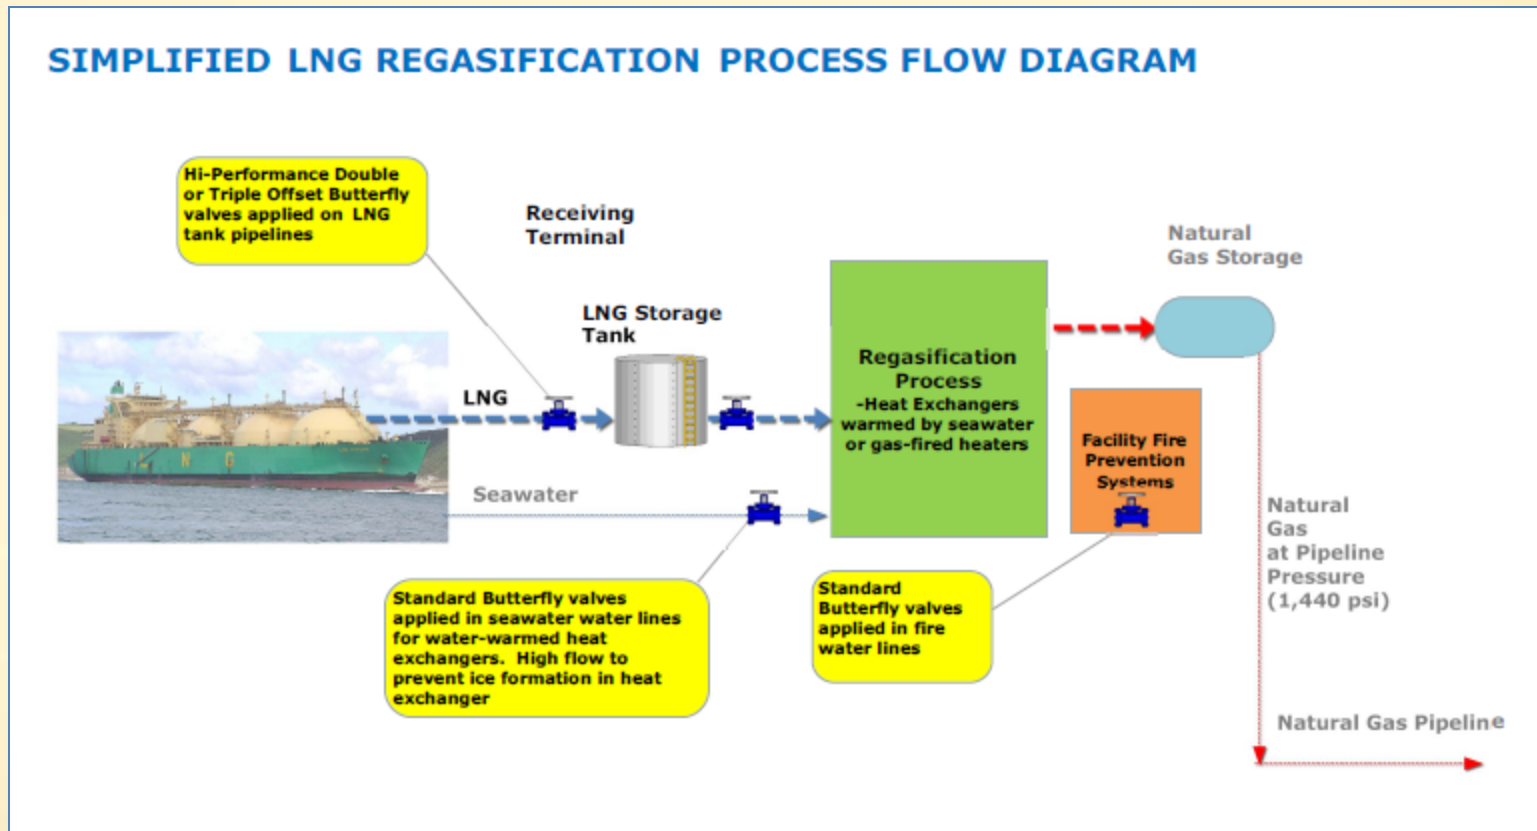 SIMPLIFIED LNG REGASIFICATION PROCESS FLOW DIAGRAM
Hi-Performance Double
or Triple Offset Butterfly
valves applied on LNG
tank pipelines
Receiving
Terminal
Natural
Gas Storage
LNG Storage
Tank
LNG
L N G
Regasification
Process
-Heat Exchangers
warmed by seawater
or gas-fired heaters
Facility Fire
Prevention
Systems
Seawater
Natural
Gas
at Pipeline
Pressure
(1,440 psi)
Standard Butterfly valves
applied in seawater water lines
for water-warmed heat
exchangers. High flow to
prevent ice formation in heat
exchanger
Standard
Butterfly valves
applied in fire
water lines
Natural Gas Pipeline